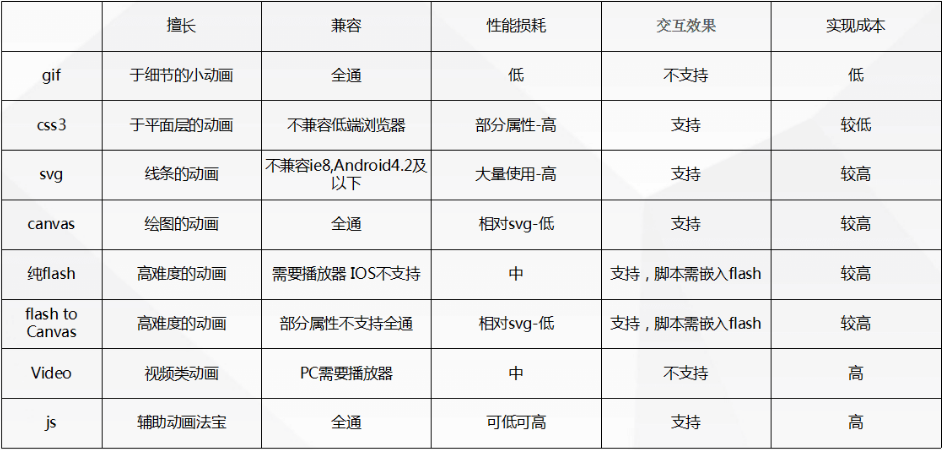 擅长 兼容 性能损耗 交互效果 实现成本
gif 于细节的小动画 全通 低 不支持 低
css3 于平面层的动画 不兼容低端浏览器 部分属性-高 支持 较低
svg 线条的动画 不兼容ie8,Android4.2及以下 大量使用-高 支持 较高
canvas 绘图的动画 全通 相对svg-低 支持 较高
纯flash 高难度的动画 需要播放器 IOS不支持 中 支持，脚本需嵌入flash 较高
flash to Canvas 高难度的动画 部分属性不支持全通 相对svg-低 支持，脚本需嵌入flash 较高
Video 视频类动画 PC需要播放器 中 不支持 高
js 辅助动画法宝 全通 可低可高 支持 高